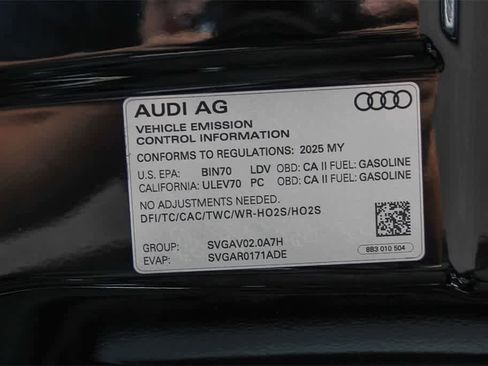 AUDI AG
VEHICLE EMISSION
CONTROL INFORMATION
CONFORMS TO REGULATIONS: 2025 MY
U.S. EPA: BIN70 LDV OBD: CA II FUEL: GASOLINE
CALIFORNIA: ULEV70 PC OBD: CA II FUEL: GASOLINE
NO ADJUSTMENTS NEEDED.
DFI/TC/CAC/TWC/WR-HO2S/HO2S
GROUP: SVGAV02.0A7H
EVAP: SVGAR0171ADE
8B3 010 504